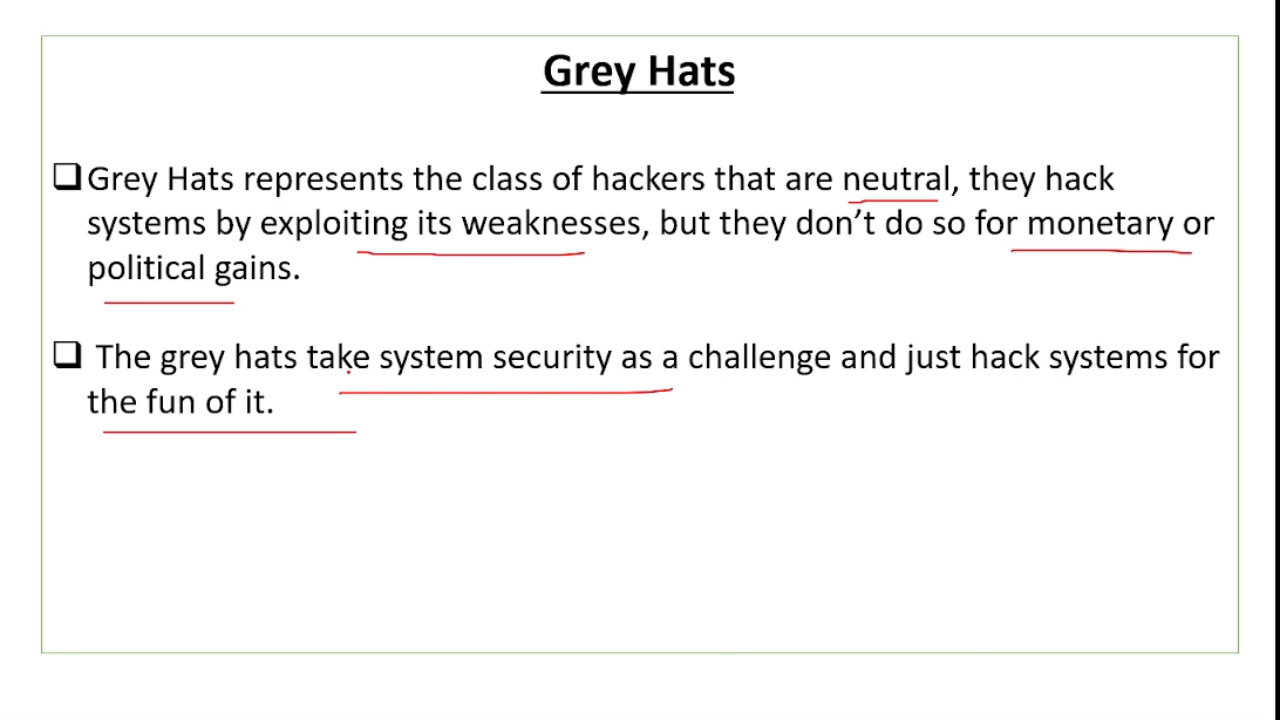 Grey Hats
❑Grey Hats represents the class of hackers that are neutral, they hack
systems by exploiting its weaknesses, but they don’t do so for monetary or
political gains.
❑ The grey hats take system security as a challenge and just hack systems for
the fun of it.